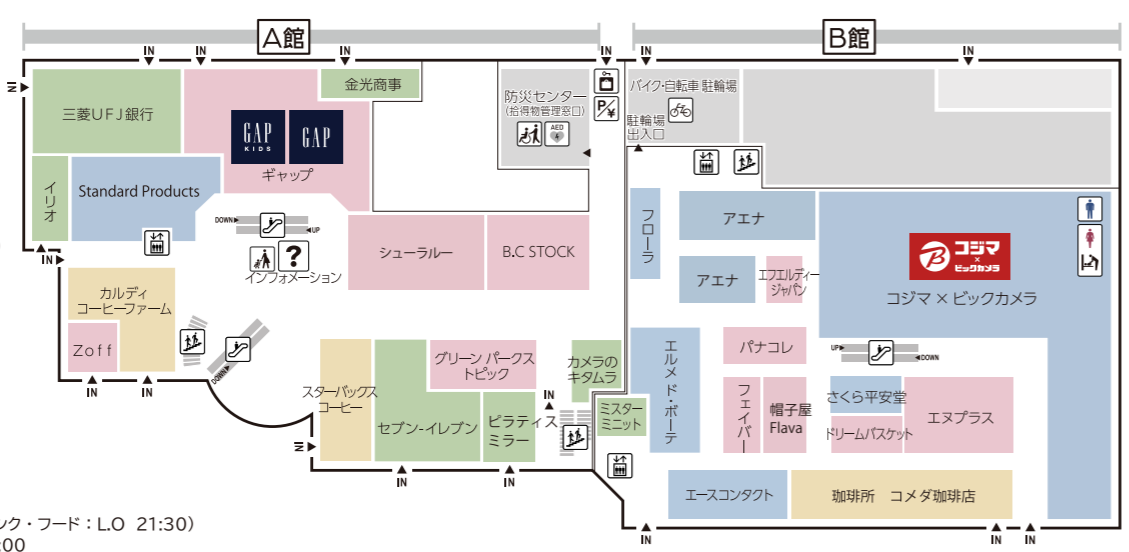 A館
B館
IN
IN
IN
IN
IN
IN
IN
三菱UFJ銀行
金光商事
GAP
KIDS
GAP
ギャップ
防災センター
(拾得物管理窓口)
AED
P/¥
バイク・自転車 駐輪場
駐輪場
出入口
イリオ
Standard Products
DOWN
UP
?
インフォメーション
シューラルー
B.C STOCK
フローラ
アエナ
アエナ
エフエルディー
ジャパン
B
コジマ
×
ビックカメラ
コジマ×ビックカメラ
IN
IN
カルディ
コーヒーファーム
Zoff
IN
IN
DOWN
スターバックス
コーヒー
セブン-イレブン
グリーン パークス
トピック
ピラティス
ミラー
カメラの
キタムラ
IN
IN
IN
IN
ミスター
ミニット
エルメ ド・ボーテ
パナコレ
フェイバー
帽子屋
Flava
UP
DOWN
さくら平安堂
ドリームバスケット
エヌプラス
エースコンタクト
珈琲所 コメダ珈琲店
IN
IN
IN
ンク・フード:L.O 21:30)
:00